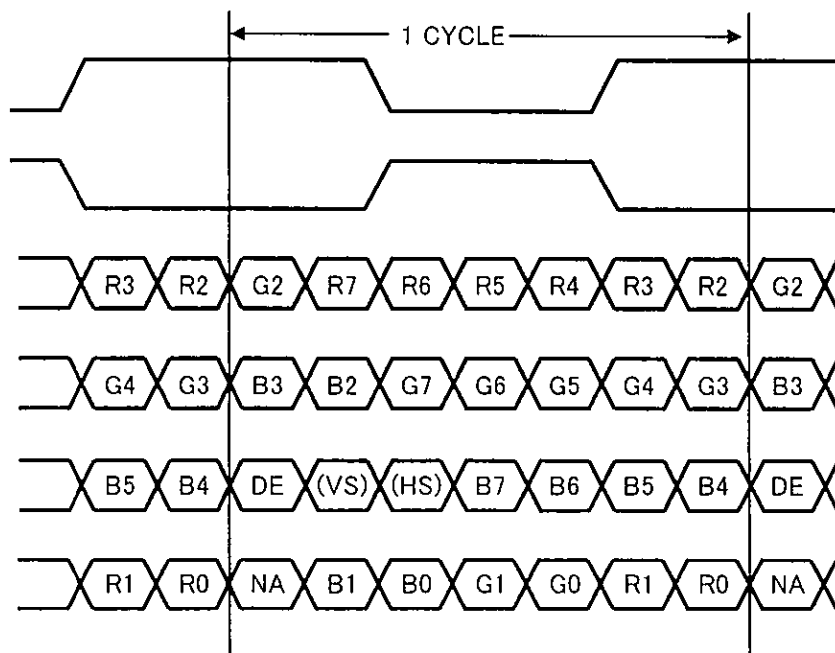 1 CYCLE
R3 R2 G2 R7 R6 R5 R4 R3 R2 G2
G4 G3 B3 B2 G7 G6 G5 G4 G3 B3
B5 B4 DE (VS) (HS) B7 B6 B5 B4 DE
R1 R0 NA B1 B0 G1 G0 R1 R0 NA